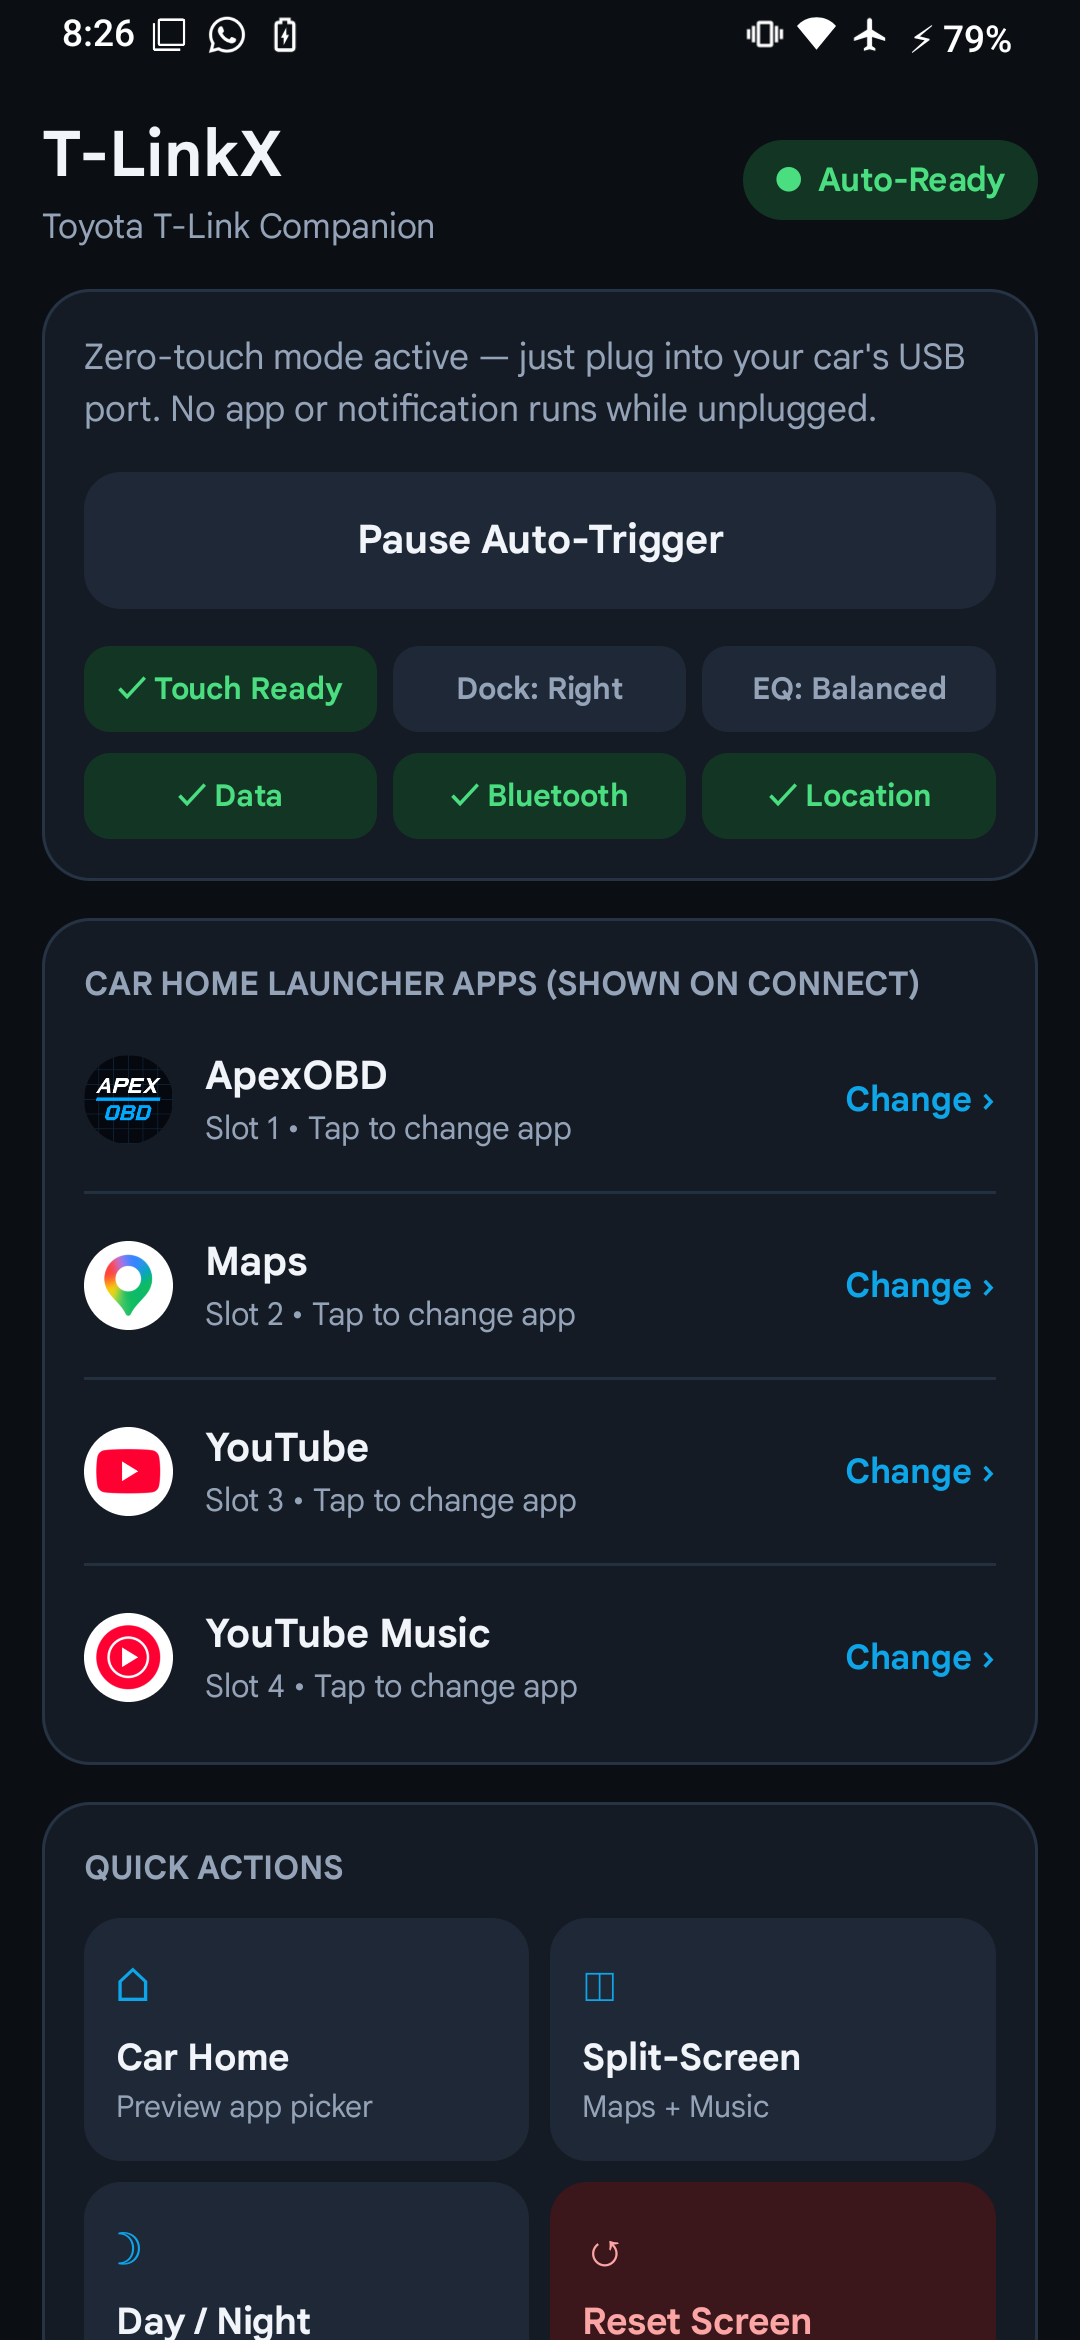 8:26
79%
T-LinkX
Auto-Ready
Toyota T-Link Companion
Zero-touch mode active — just plug into your car's USB
port. No app or notification runs while unplugged.
Pause Auto-Trigger
✓ Touch Ready
Dock: Right
EQ: Balanced
✓ Data
✓ Bluetooth
✓ Location
CAR HOME LAUNCHER APPS (SHOWN ON CONNECT)
APEX
OBD
ApexOBD
Slot 1 • Tap to change app
Change ›
Maps
Slot 2 • Tap to change app
Change ›
YouTube
Slot 3 • Tap to change app
Change ›
YouTube Music
Slot 4 • Tap to change app
Change ›
QUICK ACTIONS
Car Home
Preview app picker
Split-Screen
Maps + Music
Day / Night
Reset Screen